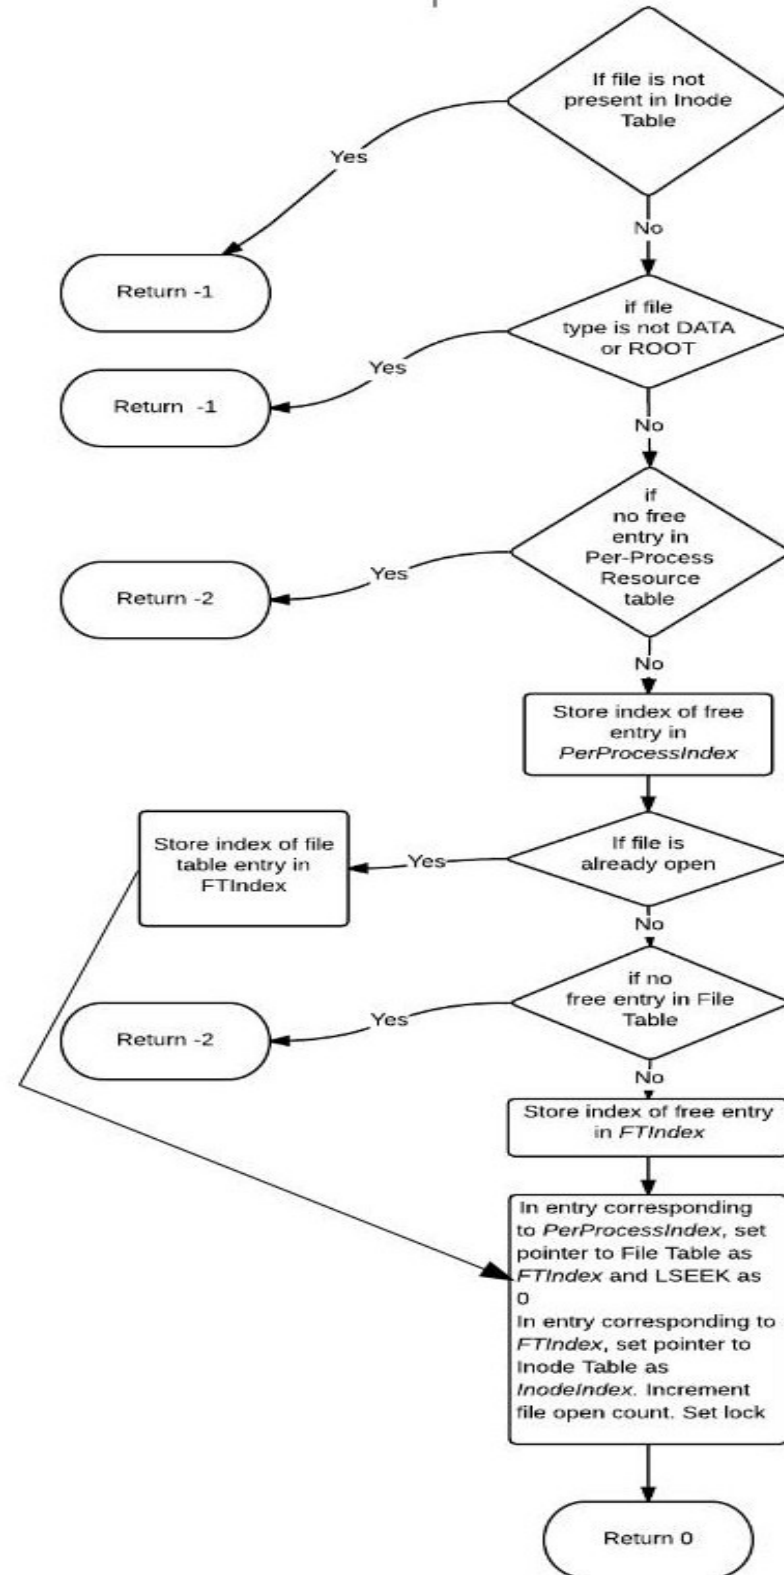 If file is not
present in Inode
Table
Yes
No
Return -1
if file
type is not DATA
or ROOT
Yes
Return  -1
No
if
no free
entry in
Per-Process
Resource
table
Yes
Return -2
No
Store index of free
entry in
PerProcessIndex
If file is
already open
Yes
Store index of file
table entry in
FTIndex
No
if no
free entry in File
Table
Yes
Return -2
No
Store index of free entry
in FTIndex
In entry corresponding
to PerProcessIndex, set
pointer to File Table as
FTIndex and LSEEK as
0
In entry corresponding to
FTIndex, set pointer to
Inode Table as
InodeIndex. Increment
file open count. Set lock
Return 0